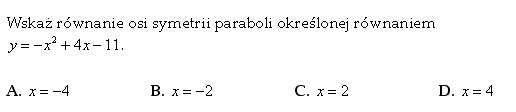 Wskaż równanie osi symetrii paraboli określonej równaniem
y = −x² + 4x − 11.
A. x = −4 B. x = −2 C. x = 2 D. x = 4